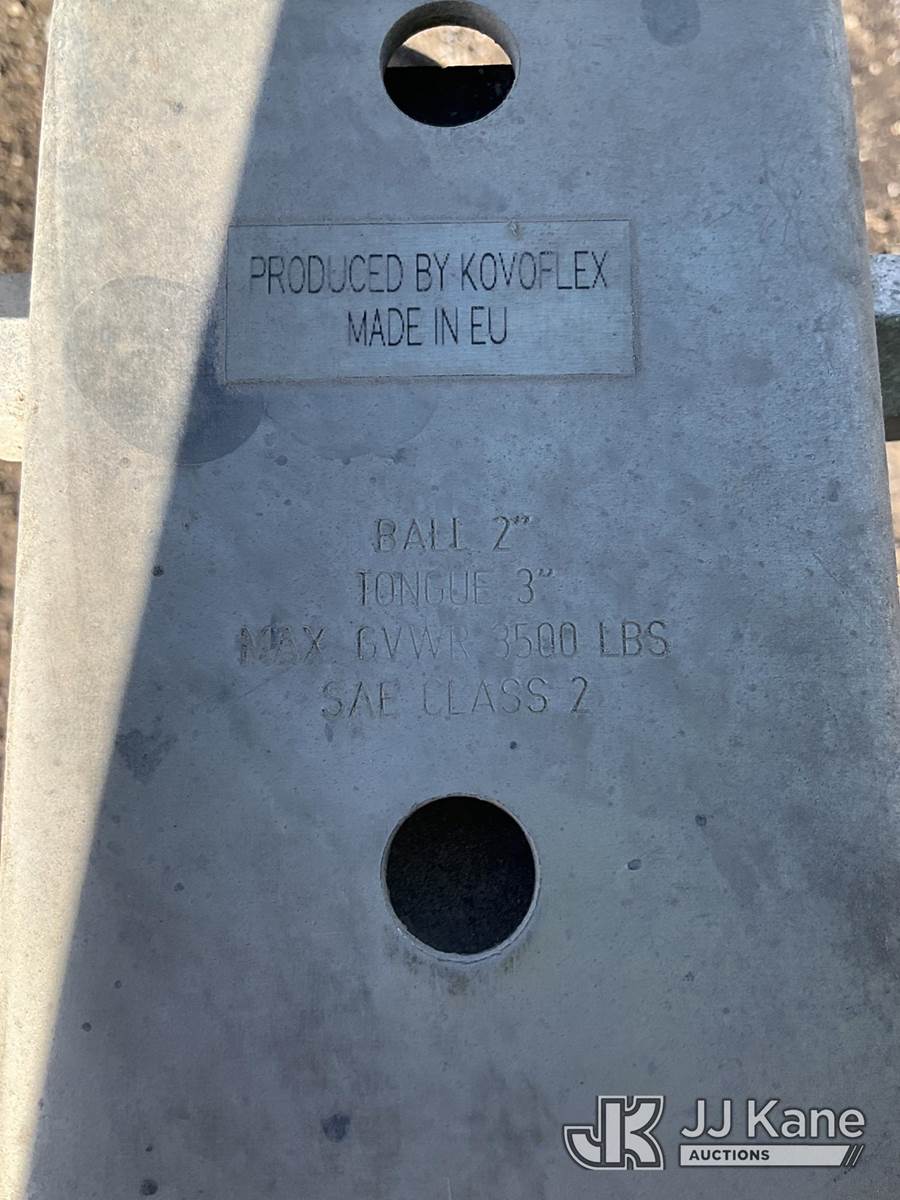 PRODUCED BY KOVOFLEX
MADE IN EU
BALL 2"
TONGUE 3"
MAX. GVWR 3500 LBS
SAE CLASS 2
JK JJ Kane
AUCTIONS